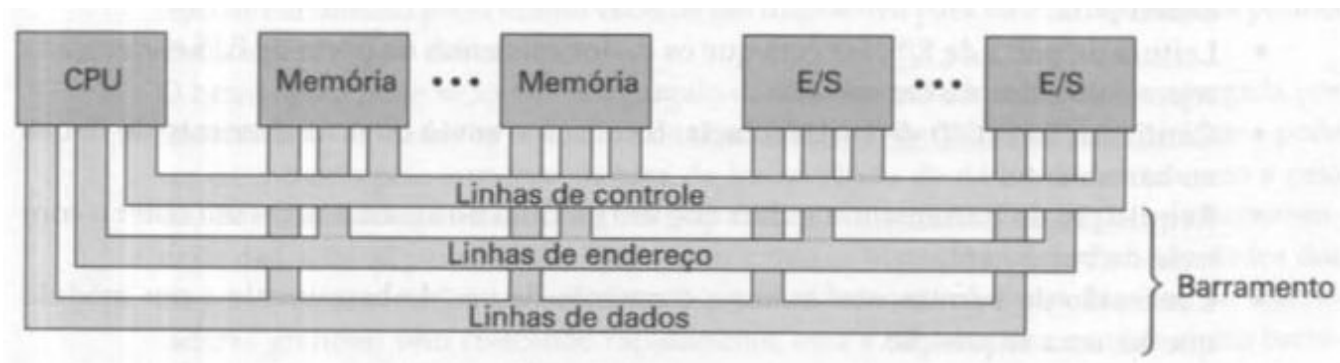 CPU
Memória
•••
Memória
E/S
•••
E/S
Linhas de controle
Linhas de endereço
Linhas de dados
Barramento